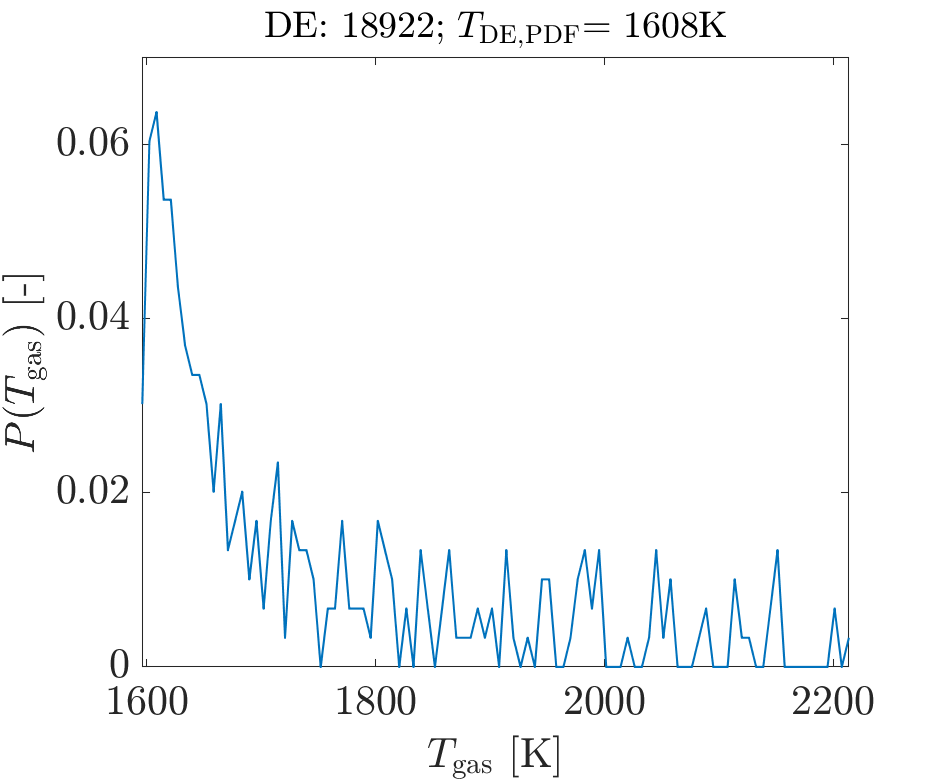 DE: 18922; T_DE,PDF= 1608K
0.06
0.04
0.02
0
P(T_gas) [-]
1600 1800 2000 2200
T_gas [K]